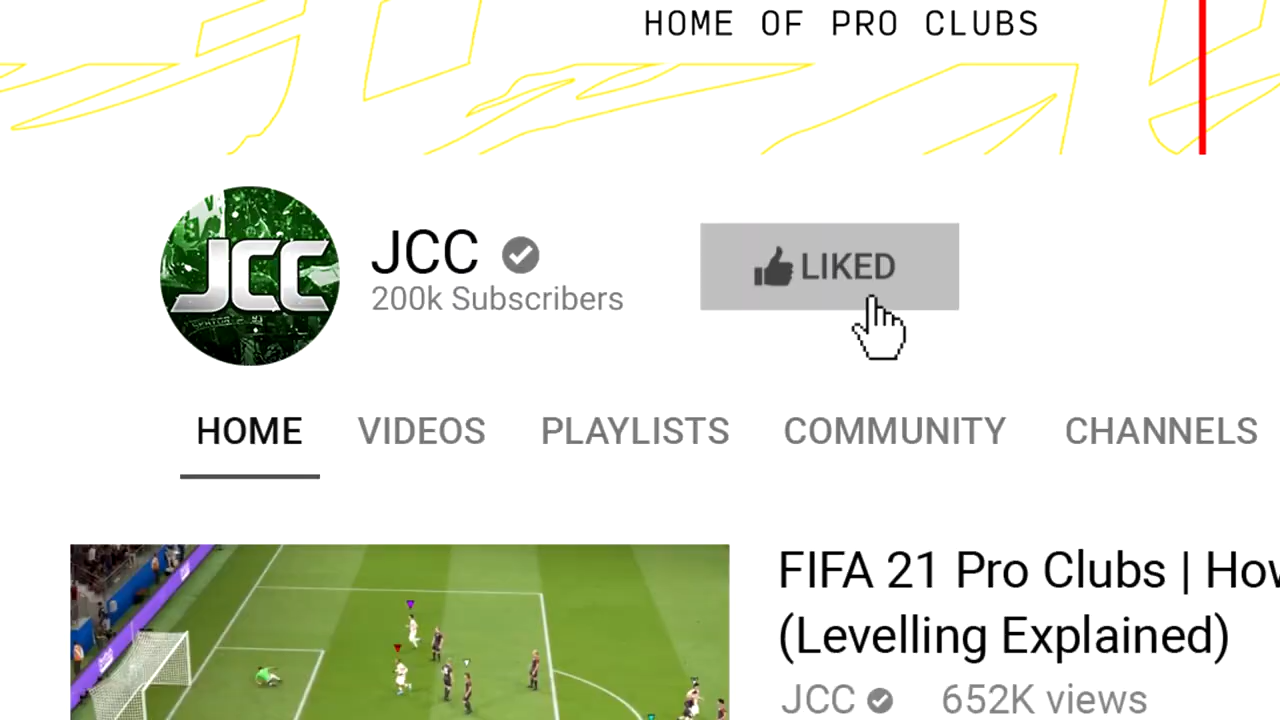 HOME OF PRO CLUBS
JCC
JCC
200k Subscribers
LIKED
HOME VIDEOS PLAYLISTS COMMUNITY CHANNELS
FIFA 21 Pro Clubs |
(Levelling Explained)
JCC 652K views